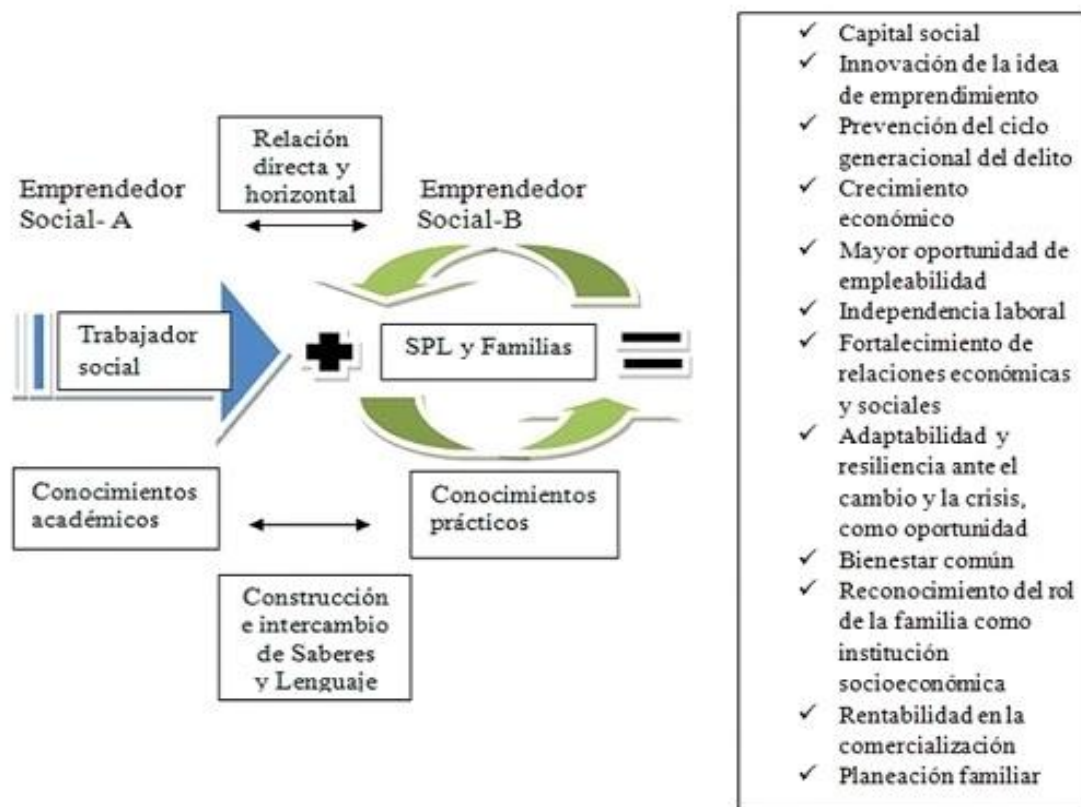 Relación
directa y
horizontal
Emprendedor
Social- A
Emprendedor
Social-B
Trabajador
social
SPL y Familias
Conocimientos
académicos
Conocimientos
prácticos
Construcción
e intercambio
de Saberes
y Lenguaje
✓ Capital social
✓ Innovación de la idea
de emprendimiento
✓ Prevención del ciclo
generacional del delito
✓ Crecimiento
económico
✓ Mayor oportunidad de
empleabilidad
✓ Independencia laboral
✓ Fortalecimiento de
relaciones económicas
y sociales
✓ Adaptabilidad y
resiliencia ante el
cambio y la crisis,
como oportunidad
✓ Bienestar común
✓ Reconocimiento del rol
de la familia como
institución
socioeconómica
✓ Rentabilidad en la
comercialización
✓ Planeación familiar